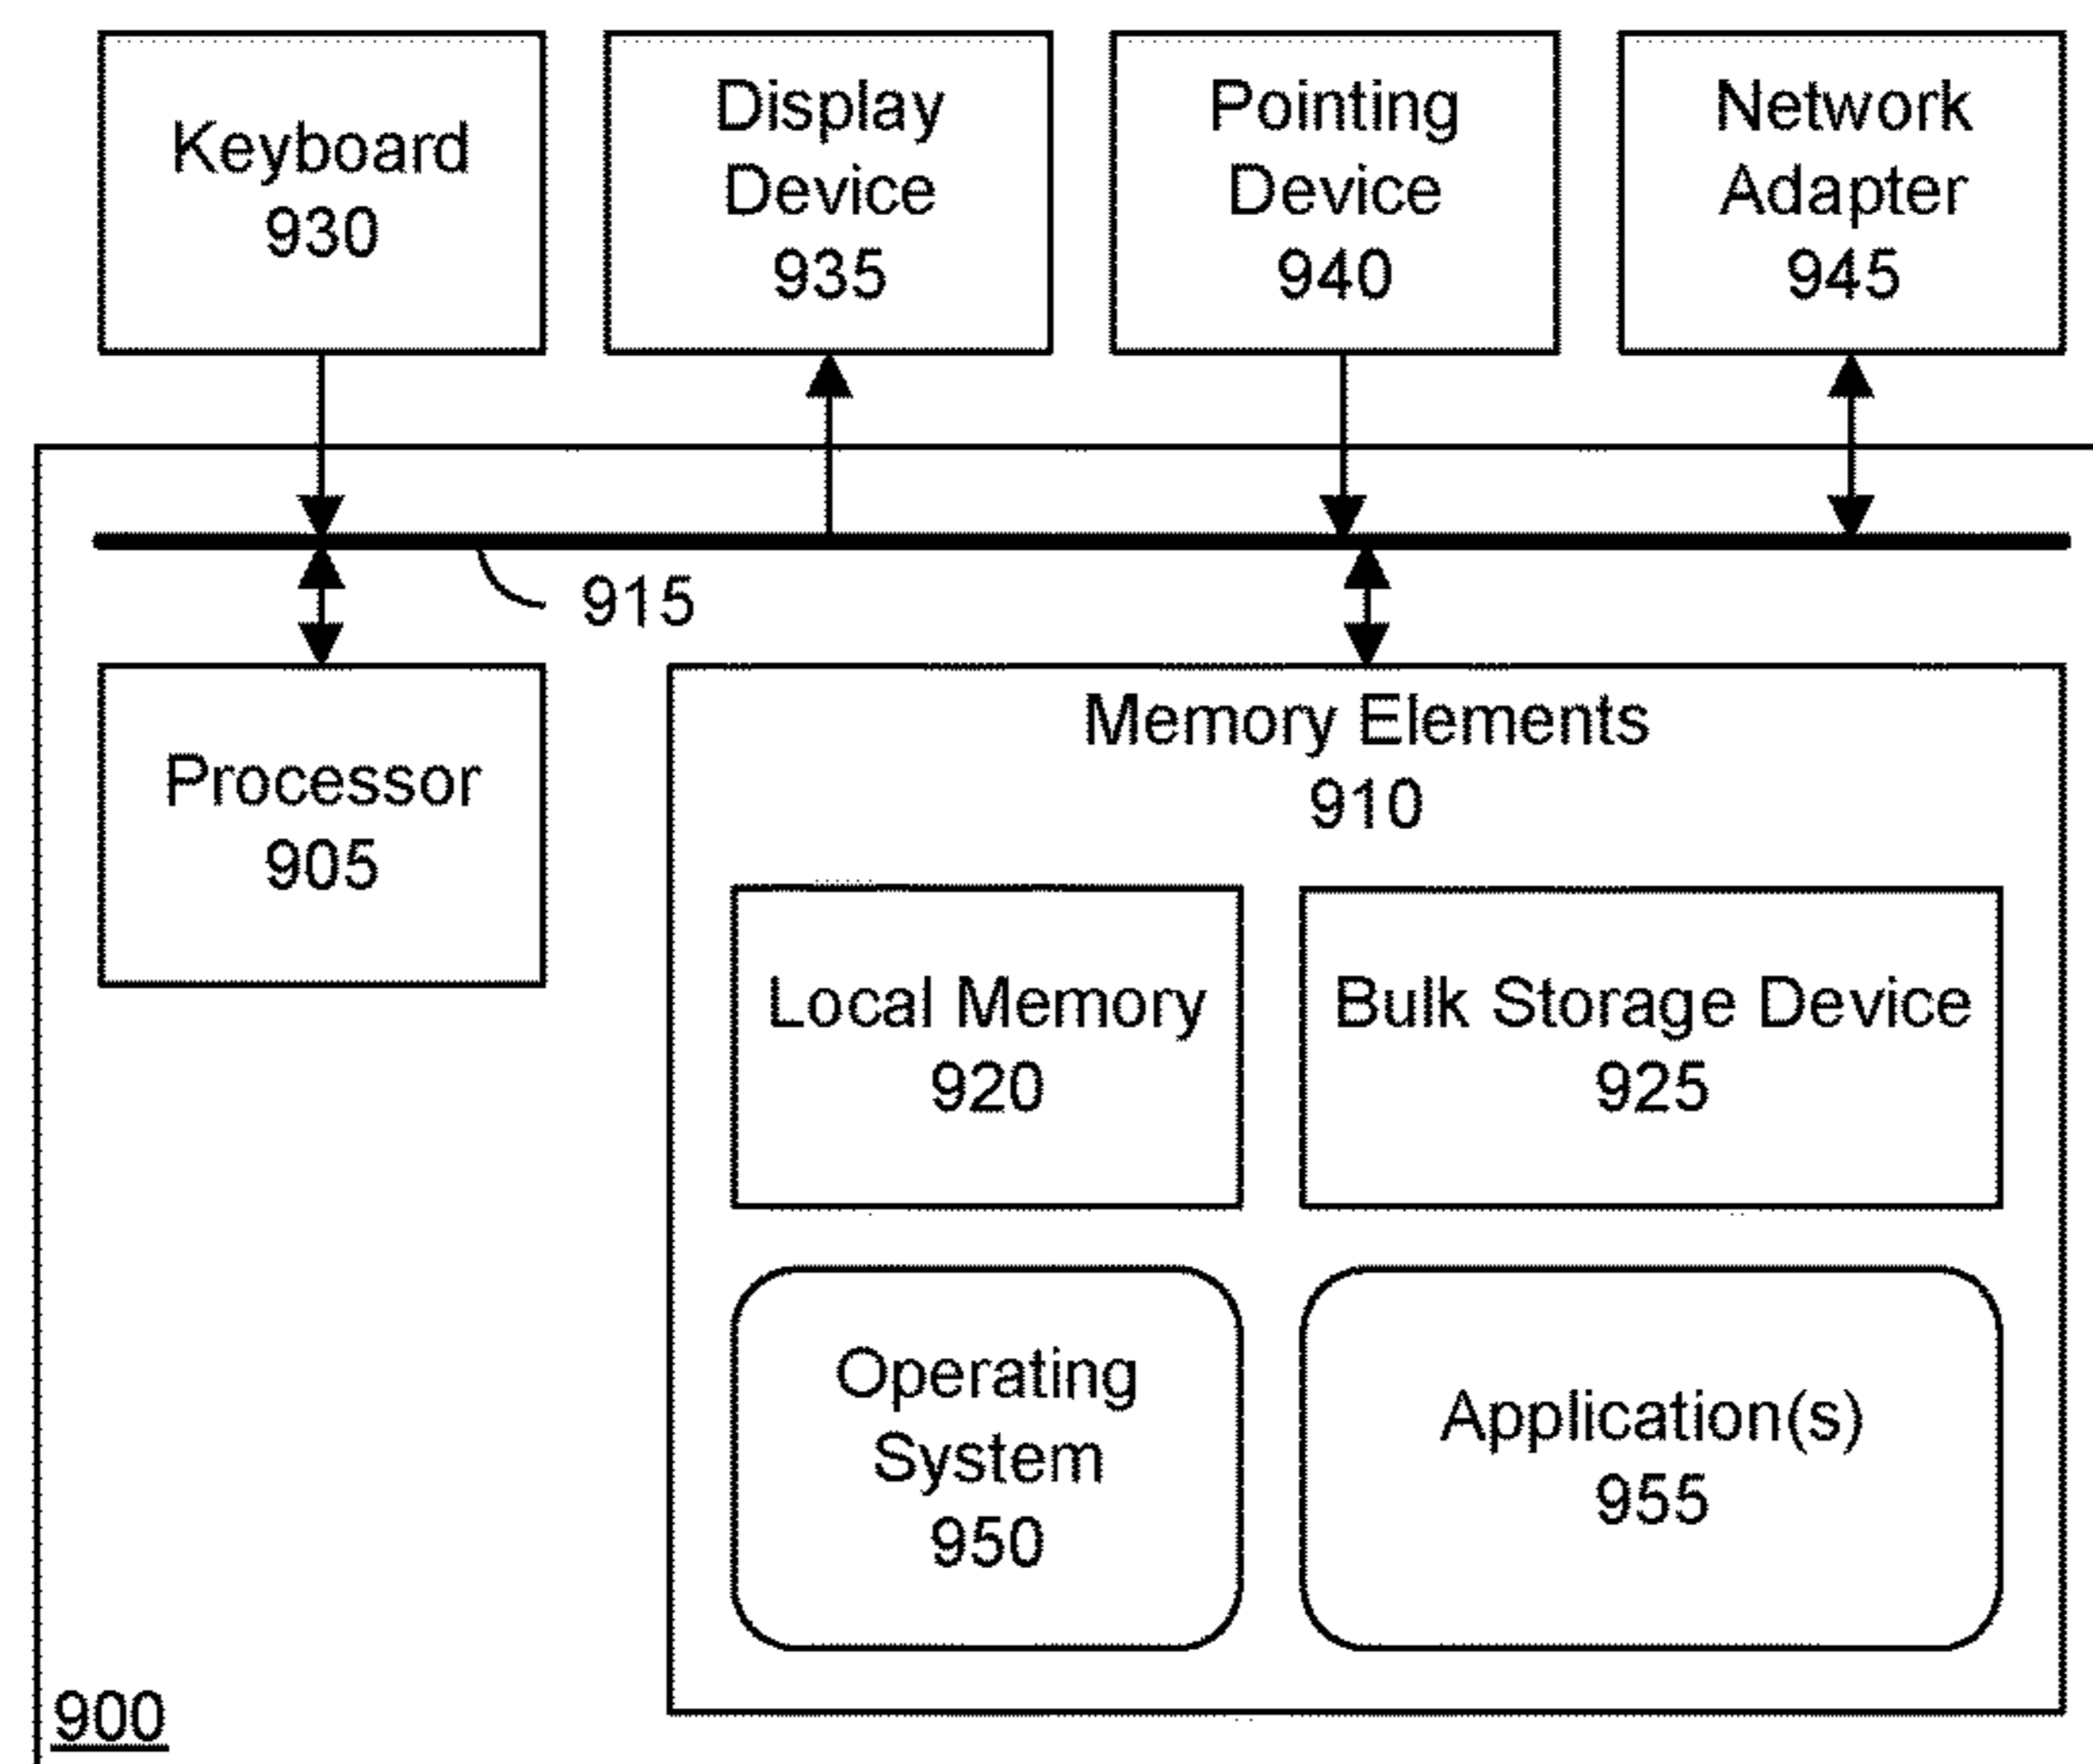 Keyboard
930
Display
Device
935
Pointing
Device
940
Network
Adapter
945
915
Processor
905
Memory Elements
910
Local Memory
920
Bulk Storage Device
925
Operating
System
950
Application(s)
955
900